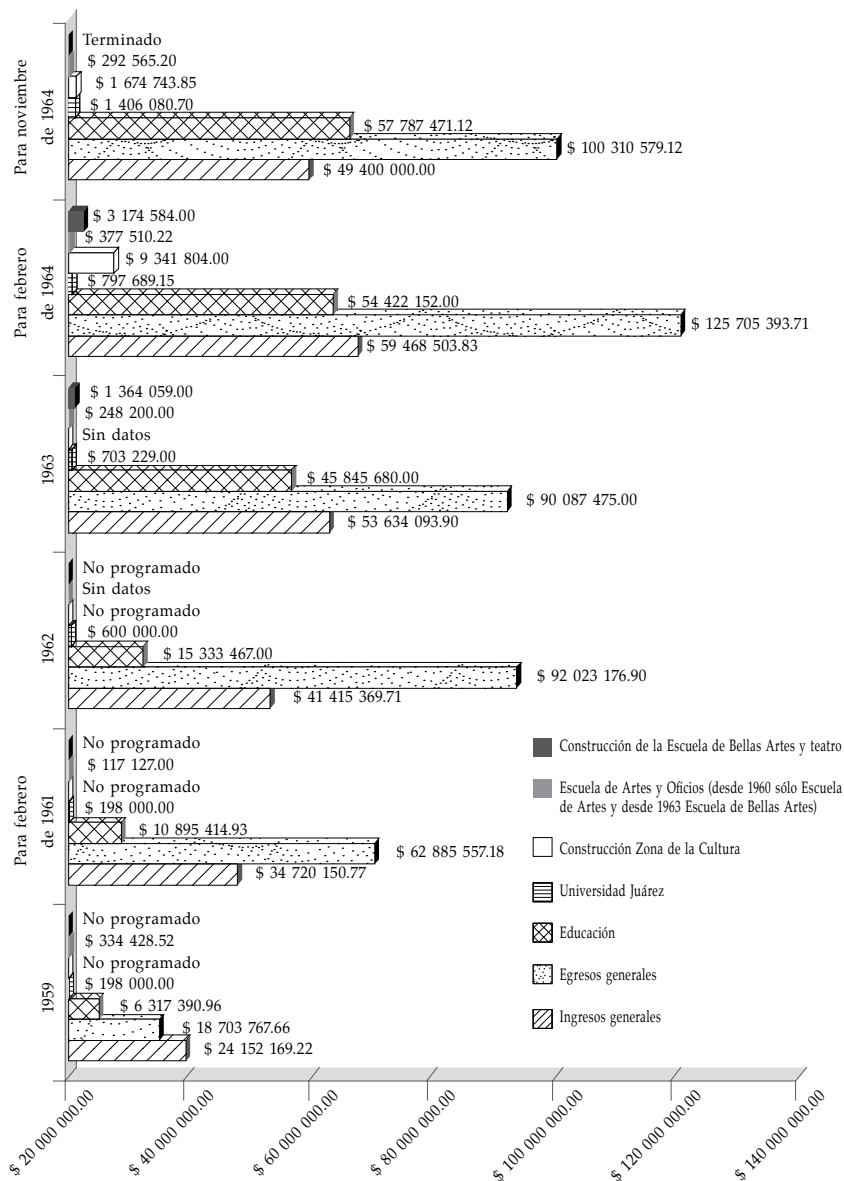 Para noviembre
de 1964
Terminado
$ 292 565.20
$ 1 674 743.85
$ 1 406 080.70
$ 57 787 471.12
$ 100 310 579.12
$ 49 400 000.00
Para febrero
de 1964
$ 3 174 584.00
$ 377 510.22
$ 9 341 804.00
$ 797 689.15
$ 54 422 152.00
$ 125 705 393.71
$ 59 468 503.83
1963
$ 1 364 059.00
$ 248 200.00
Sin datos
$ 703 229.00
$ 45 845 680.00
$ 90 087 475.00
$ 53 634 093.90
1962
No programado
Sin datos
No programado
$ 600 000.00
$ 15 333 467.00
$ 92 023 176.90
$ 41 415 369.71
Para febrero
de 1961
No programado
$ 117 127.00
No programado
$ 198 000.00
$ 10 895 414.93
$ 62 885 557.18
$ 34 720 150.77
1959
No programado
$ 334 428.52
No programado
$ 198 000.00
$ 6 317 390.96
$ 18 703 767.66
$ 24 152 169.22
Construcción de la Escuela de Bellas Artes y teatro
Escuela de Artes y Oficios (desde 1960 sólo Escuela
de Artes y desde 1963 Escuela de Bellas Artes)
Construcción Zona de la Cultura
Universidad Juárez
Educación
Egresos generales
Ingresos generales
$ 20 000 000.00
$ 40 000 000.00
$ 60 000 000.00
$ 80 000 000.00
$ 100 000 000.00
$ 120 000 000.00
$ 140 000 000.00